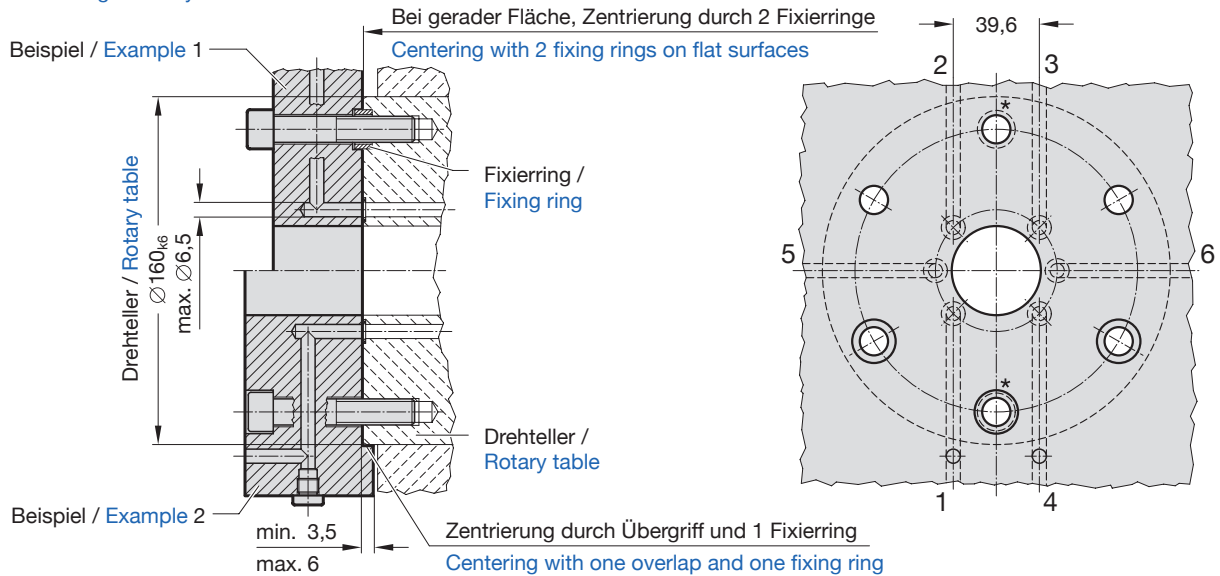 Bei gerader Fläche, Zentrierung durch 2 Fixierringe
Centering with 2 fixing rings on flat surfaces
Beispiel / Example 1
39,6
2
3
*
Fixierring /
Fixing ring
Drehteller / Rotary table
Ø160k6
max. Ø6,5
5
6
*
Drehteller /
Rotary table
1
4
Beispiel / Example 2
min. 3,5
max. 6
Zentrierung durch Übergriff und 1 Fixierring
Centering with one overlap and one fixing ring